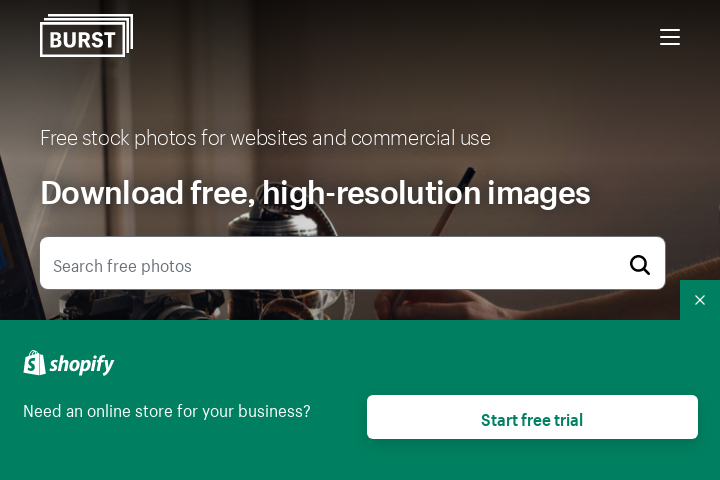 BURST
Free stock photos for websites and commercial use
Download free, high-resolution images
Search free photos
shopify
Need an online store for your business?
Start free trial